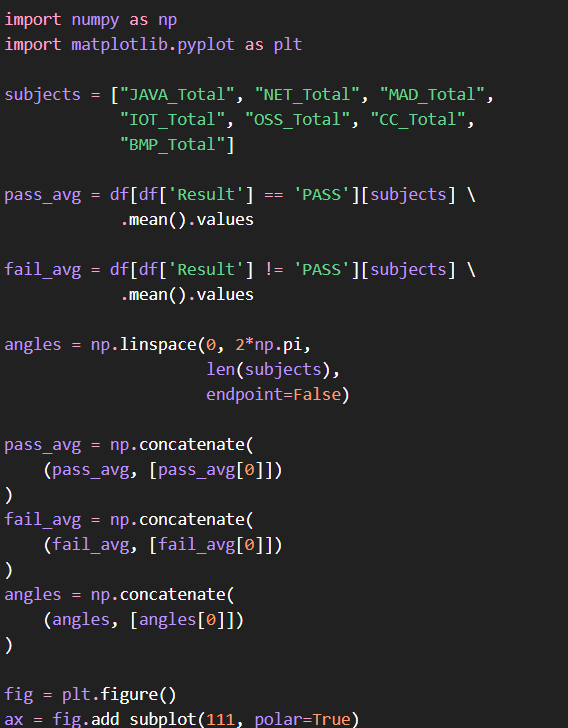 import numpy as np
import matplotlib.pyplot as plt

subjects = ["JAVA_Total", "NET_Total", "MAD_Total",
            "IOT_Total", "OSS_Total", "CC_Total",
            "BMP_Total"]

pass_avg = df[df['Result'] == 'PASS'][subjects] \
            .mean().values

fail_avg = df[df['Result'] != 'PASS'][subjects] \
            .mean().values

angles = np.linspace(0, 2*np.pi,
                     len(subjects),
                     endpoint=False)

pass_avg = np.concatenate(
    (pass_avg, [pass_avg[0]])
)
fail_avg = np.concatenate(
    (fail_avg, [fail_avg[0]])
)
angles = np.concatenate(
    (angles, [angles[0]])
)

fig = plt.figure()
ax = fig.add_subplot(111, polar=True)